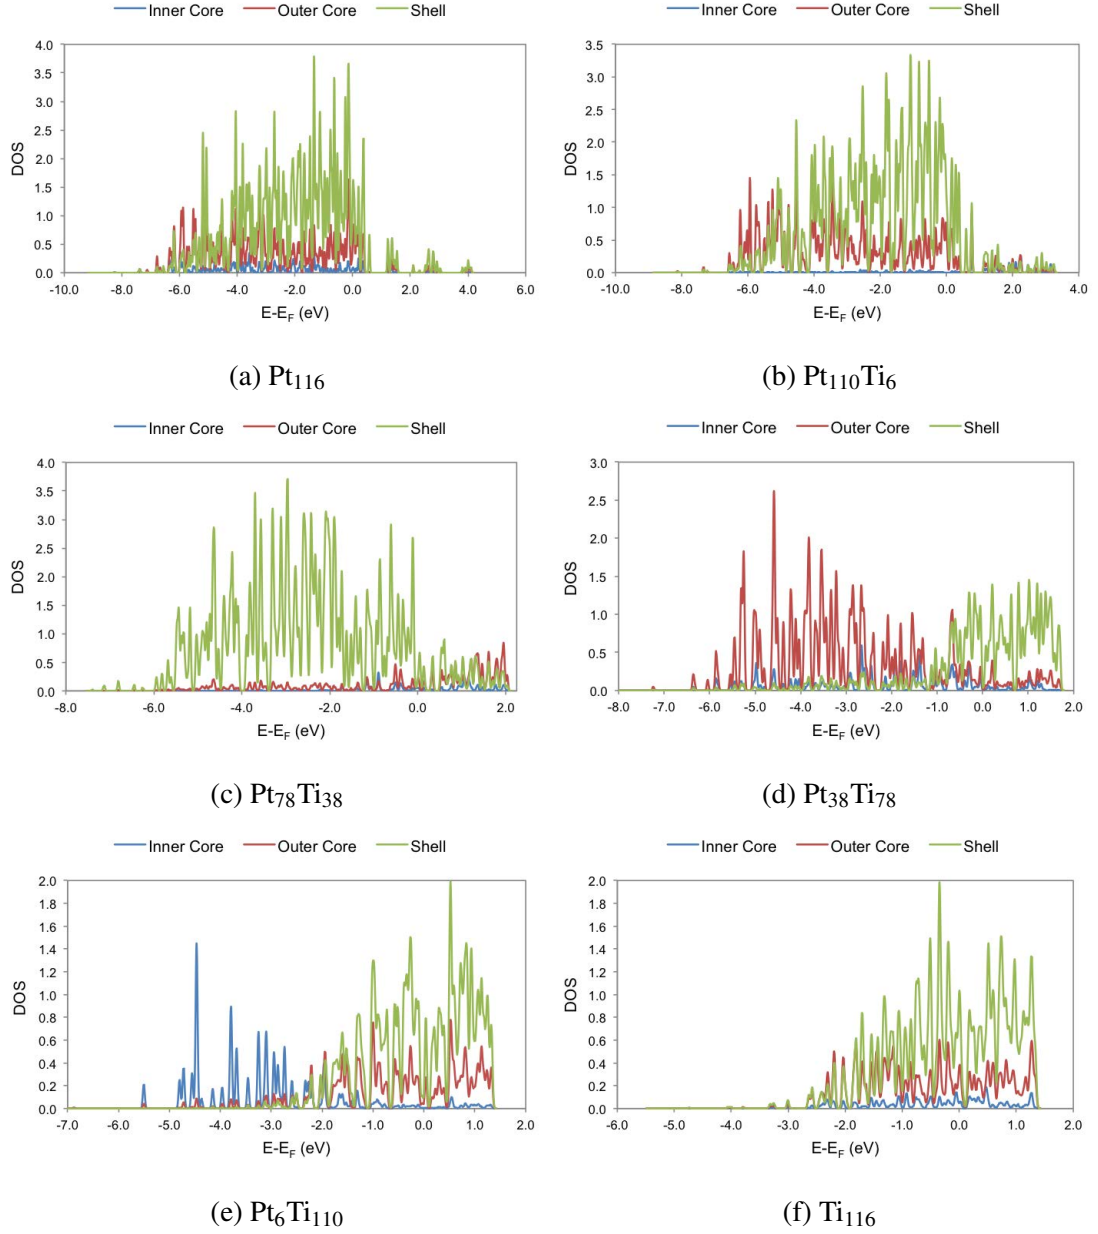 Inner Core Outer Core Shell
4.0
3.5
3.0
2.5
2.0
1.5
1.0
0.5
0.0
DOS
-10.0 -8.0 -6.0 -4.0 -2.0 0.0 2.0 4.0 6.0
E-E_F (eV)
(a) Pt₁₁₆
Inner Core Outer Core Shell
3.5
3.0
2.5
2.0
1.5
1.0
0.5
0.0
DOS
-10.0 -8.0 -6.0 -4.0 -2.0 0.0 2.0 4.0
E-E_F (eV)
(b) Pt₁₁₀Ti₆
Inner Core Outer Core Shell
4.0
3.5
3.0
2.5
2.0
1.5
1.0
0.5
0.0
DOS
-8.0 -6.0 -4.0 -2.0 0.0 2.0
E-E_F (eV)
(c) Pt₇₈Ti₃₈
Inner Core Outer Core Shell
3.0
2.5
2.0
1.5
1.0
0.5
0.0
DOS
-8.0 -7.0 -6.0 -5.0 -4.0 -3.0 -2.0 -1.0 0.0 1.0 2.0
E-E_F (eV)
(d) Pt₃₈Ti₇₈
Inner Core Outer Core Shell
2.0
1.8
1.6
1.4
1.2
1.0
0.8
0.6
0.4
0.2
0.0
DOS
-7.0 -6.0 -5.0 -4.0 -3.0 -2.0 -1.0 0.0 1.0 2.0
E-E_F (eV)
(e) Pt₆Ti₁₁₀
Inner Core Outer Core Shell
2.0
1.8
1.6
1.4
1.2
1.0
0.8
0.6
0.4
0.2
0.0
DOS
-6.0 -5.0 -4.0 -3.0 -2.0 -1.0 0.0 1.0 2.0
E-E_F (eV)
(f) Ti₁₁₆